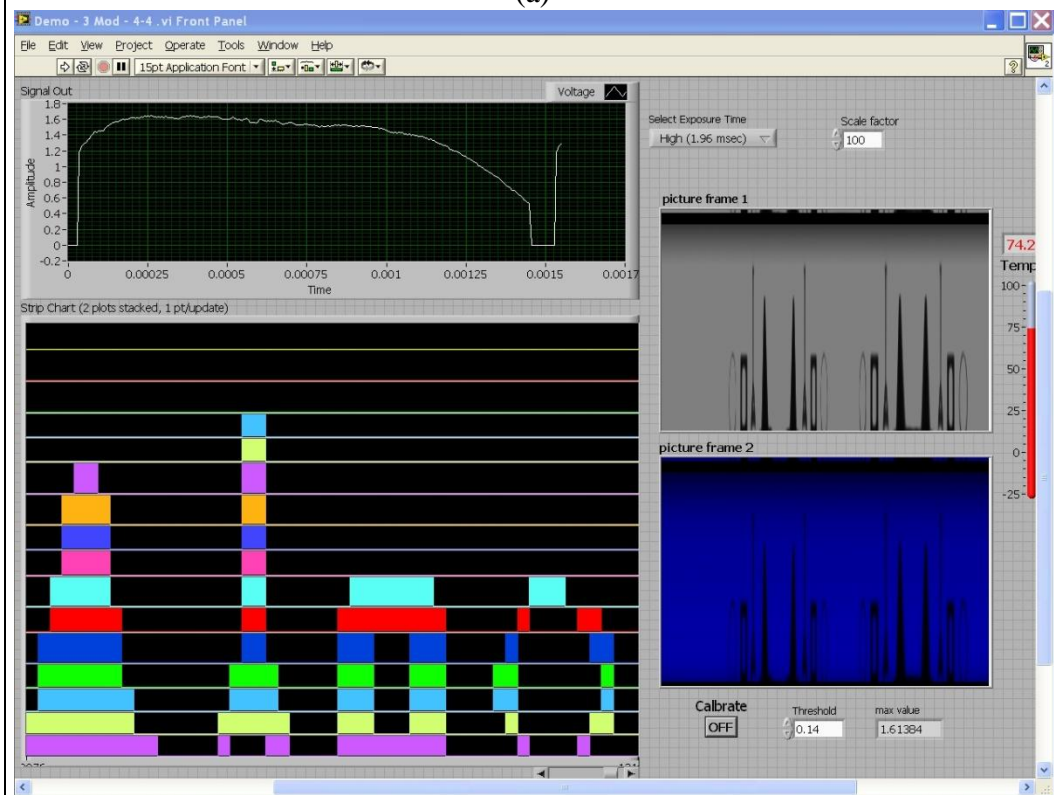 (a)
Demo - 3 Mod - 4-4 .vi Front Panel
File Edit View Project Operate Tools Window Help
15pt Application Font
2
Signal Out
Voltage
1.8
1.6
1.4
1.2
1
0.8
0.6
0.4
0.2
0
-0.2
Amplitude
0 0.00025 0.0005 0.00075 0.001 0.00125 0.0015 0.0017
Time
Strip Chart (2 plots stacked, 1 pt/update)
Select Exposure Time
High (1.96 msec)
Scale factor
100
picture frame 1
74.2
Temp
100
75
50
25
0
-25
picture frame 2
Calbrate
OFF
Threshold
0.14
max value
1.61384